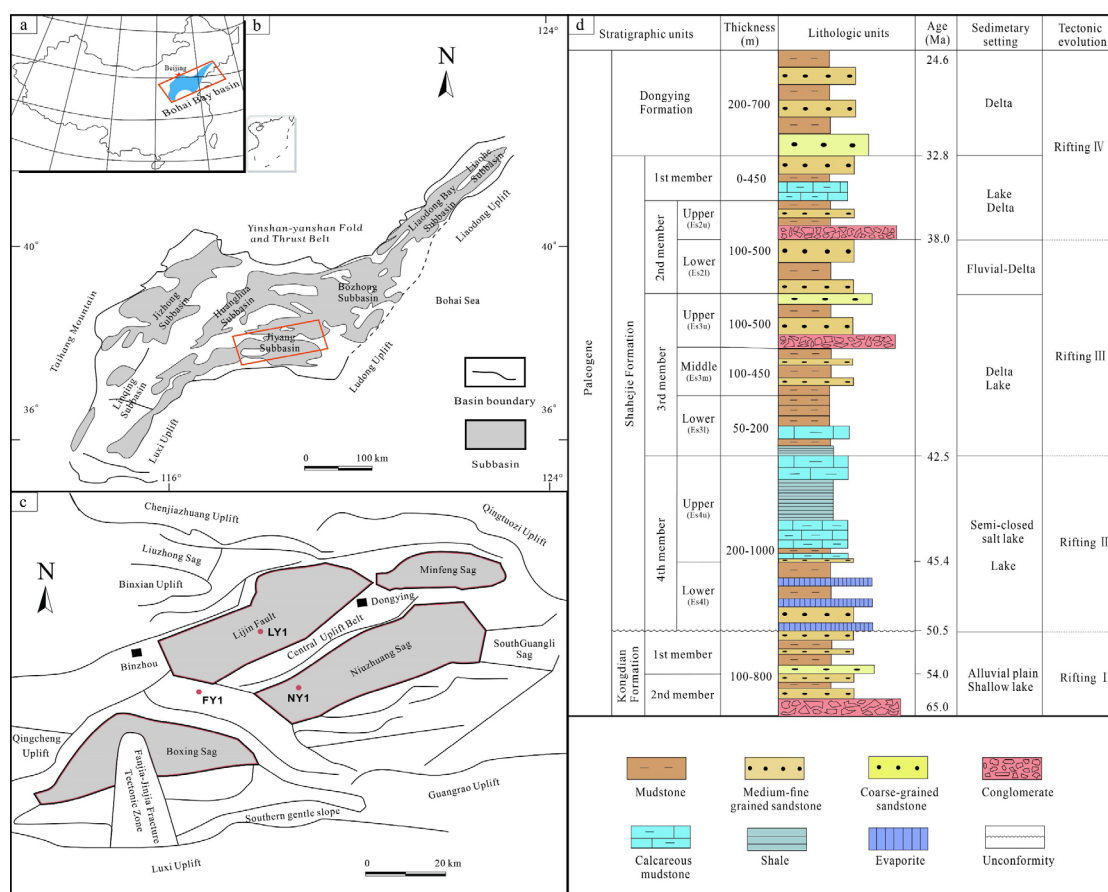 a
Beijing
Bohai Bay basin
b
124°
N
Liaohe
Subbasin
Liaodong Bay
Subbasin
Liaodong Uplift
Yinshan-yanshan Fold
and Thrust Belt
40°
40°
Bozhong
Subbasin
Bohai Sea
Huanghua
Subbasin
Jizhong
Subbasin
Taihang Mountain
Jiyang
Subbasin
Ludong Uplift
Linqing
Subbasin
Luxi Uplift
36°
36°
Basin boundary
Subbasin
0 100 km
116°
124°
c
Chenjiazhuang Uplift
Qingtuozi Uplift
Liuzhong Sag
N
Binxian Uplift
Minfeng Sag
Dongying
Lijin Fault
LY1
Central Uplift Belt
Binzhou
Niuzhuang Sag
SouthGuangli
Sag
FY1
NY1
Qingcheng
Uplift
Boxing Sag
Fanjia-Jinjia Fracture
Tectonic Zone
Guangrao Uplift
Southern gentle slope
Luxi Uplift
0 20 km
d
Stratigraphic units
Thickness
(m)
Lithologic units
Age
(Ma)
Sedimetary
setting
Tectonic
evolution
24.6
Paleogene
Dongying
Formation
200-700
Delta
Rifting IV
32.8
Shahejie Formation
1st member
0-450
Lake
Delta
2nd member
Upper
(Es2u)
100-500
38.0
Lower
(Es2l)
Fluvial-Delta
3rd member
Upper
(Es3u)
100-500
Rifting III
Middle
(Es3m)
100-450
Delta
Lake
Lower
(Es3l)
50-200
42.5
4th member
Upper
(Es4u)
200-1000
Semi-closed
salt lake
Lake
Rifting II
45.4
Lower
(Es4l)
50.5
Kongdian
Formation
1st member
100-800
54.0
Alluvial plain
Shallow lake
Rifting I
2nd member
65.0
Mudstone
Medium-fine
grained sandstone
Coarse-grained
sandstone
Conglomerate
Calcareous
mudstone
Shale
Evaporite
Unconformity